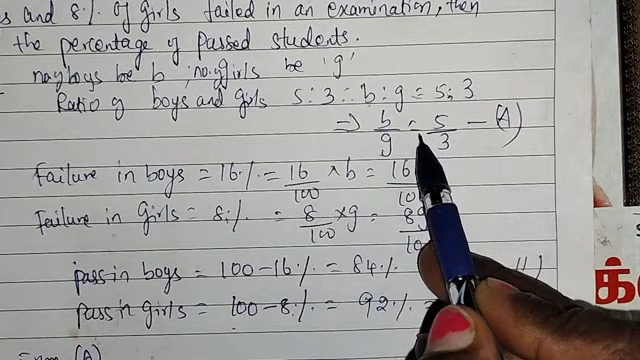 s and 8% of girls failed in an examination, then
the percentage of passed students.
no.of boys be b, no.of girls be 'g'
Ratio of boys and girls 5:3 ∴ b:g = 5:3
⇒ b/g = 5/3 — (A)
Failure in boys = 16% = 16/100 × b = 16
Failure in Girls = 8% = 8/100 × g = 8g
pass in boys = 100 - 16% = 84%
pass in girls = 100 - 8% = 92% =
From (A)
க்